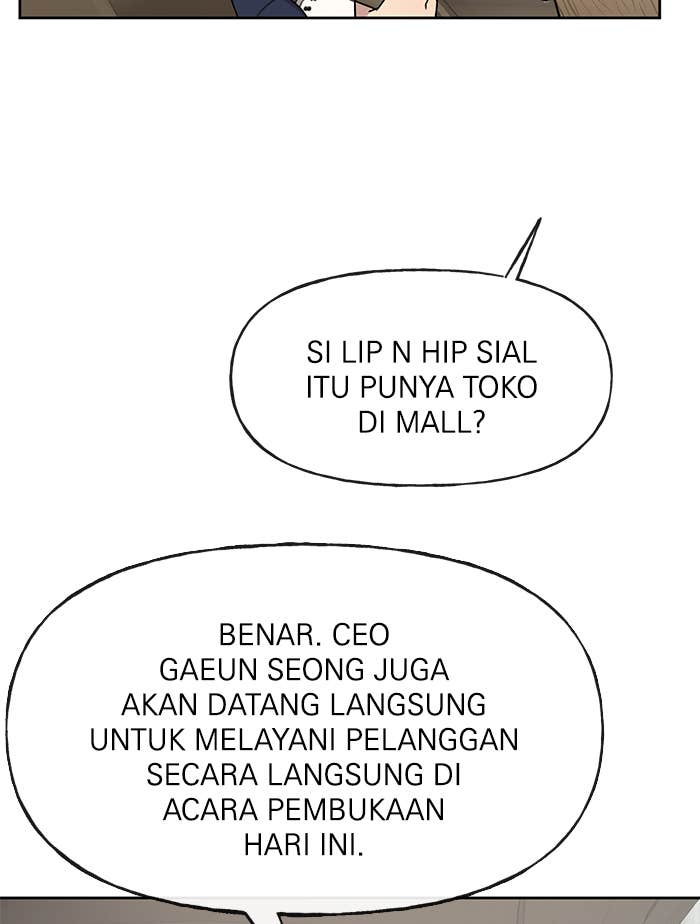 SI LIP N HIP SIAL
ITU PUNYA TOKO
DI MALL?
BENAR. CEO
GAEUN SEONG JUGA
AKAN DATANG LANGSUNG
UNTUK MELAYANI PELANGGAN
SECARA LANGSUNG DI
ACARA PEMBUKAAN
HARI INI.